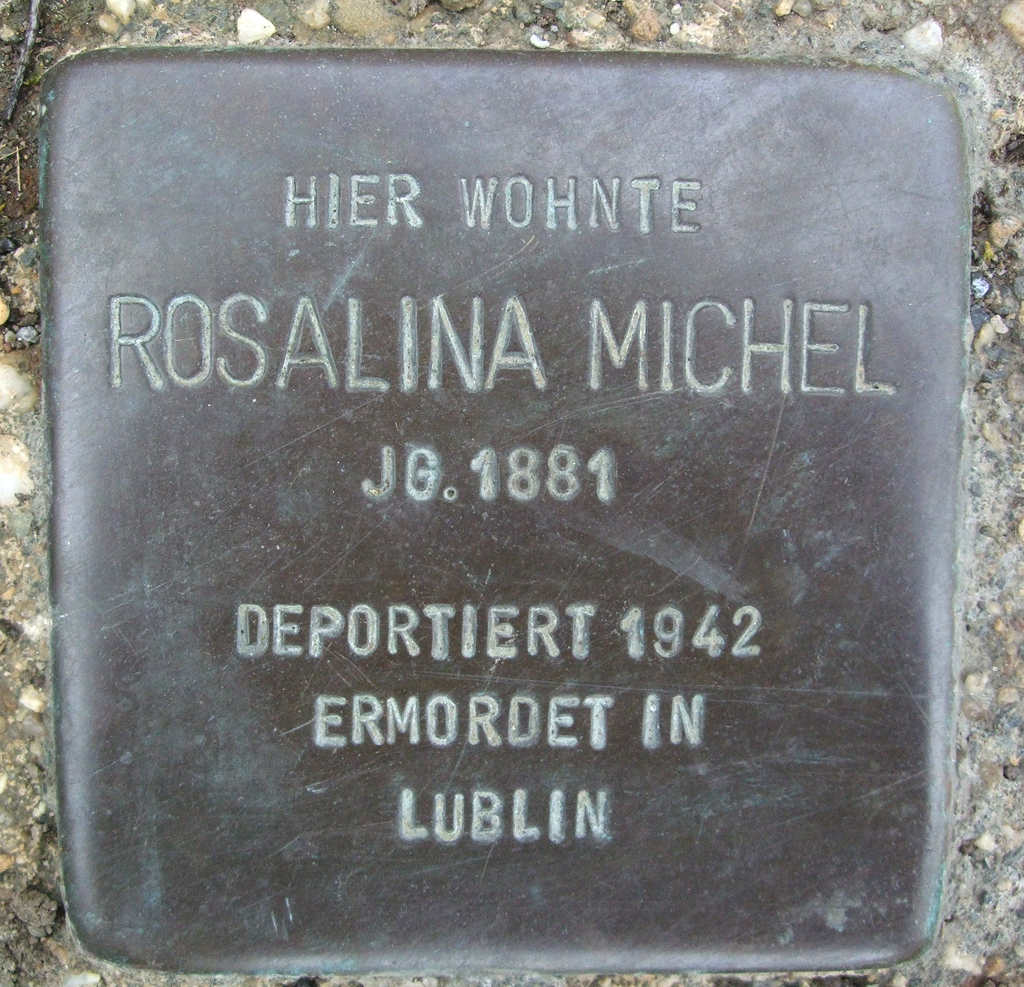 HIER WOHNTE
ROSALINA MICHEL
JG. 1881
DEPORTIERT 1942
ERMORDET IN
LUBLIN